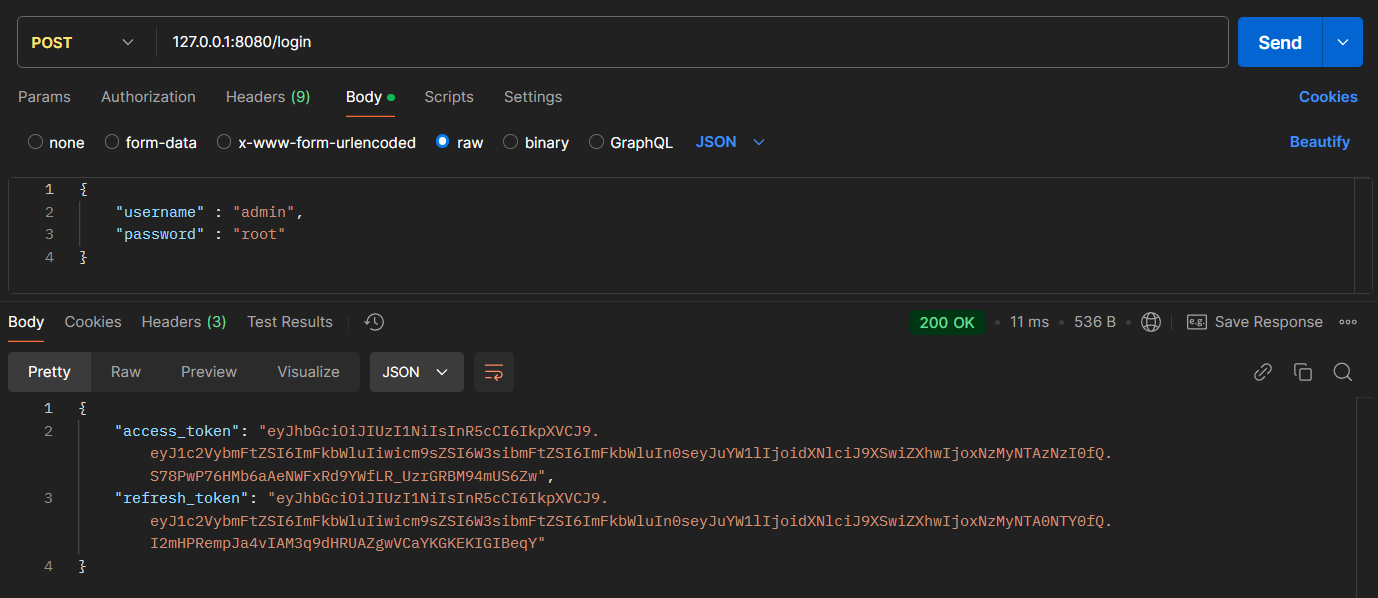 POST 127.0.0.1:8080/login Send
Params Authorization Headers (9) Body Scripts Settings Cookies
none form-data x-www-form-urlencoded raw binary GraphQL JSON Beautify
1 {
2 "username" : "admin",
3 "password" : "root"
4 }
Body Cookies Headers (3) Test Results 200 OK 11 ms 536 B e.g. Save Response
Pretty Raw Preview Visualize JSON
1 {
2 "access_token": "eyJhbGciOiJIUzI1NiIsInR5cCI6IkpXVCJ9.
eyJ1c2VybmFtZSI6ImFkbWluIiwicm9sZSI6W3sibmFtZSI6ImFkbWluIn0seyJuYW1lIjoidXNlciJ9XSwiZXhwIjoxNzMyNTAzNzI0fQ.
S78PwP76HMb6aAeNWFxRd9YWfLR_UzrGRBM94mUS6Zw",
3 "refresh_token": "eyJhbGciOiJIUzI1NiIsInR5cCI6IkpXVCJ9.
eyJ1c2VybmFtZSI6ImFkbWluIiwicm9sZSI6W3sibmFtZSI6ImFkbWluIn0seyJuYW1lIjoidXNlciJ9XSwiZXhwIjoxNzMyNTA0NTY0fQ.
I2mHPRempJa4vIAM3q9dHRUAZgwVCaYKGKEKIGIBeqY"
4 }